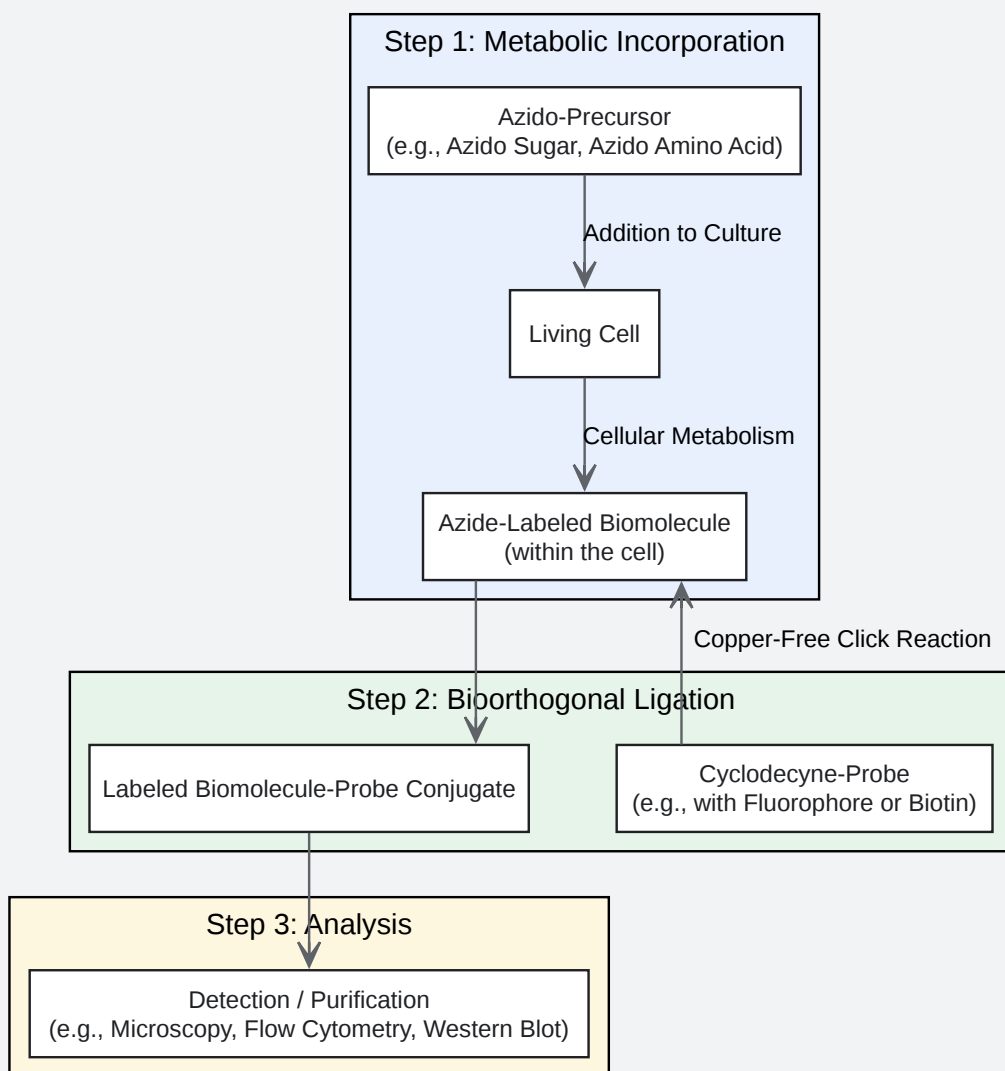 Step 1: Metabolic Incorporation
Azido-Precursor
(e.g., Azido Sugar, Azido Amino Acid)
Addition to Culture
Living Cell
Cellular Metabolism
Azide-Labeled Biomolecule
(within the cell)
Copper-Free Click Reaction
Step 2: Bioorthogonal Ligation
Labeled Biomolecule-Probe Conjugate
Cyclodecyne-Probe
(e.g., with Fluorophore or Biotin)
Step 3: Analysis
Detection / Purification
(e.g., Microscopy, Flow Cytometry, Western Blot)